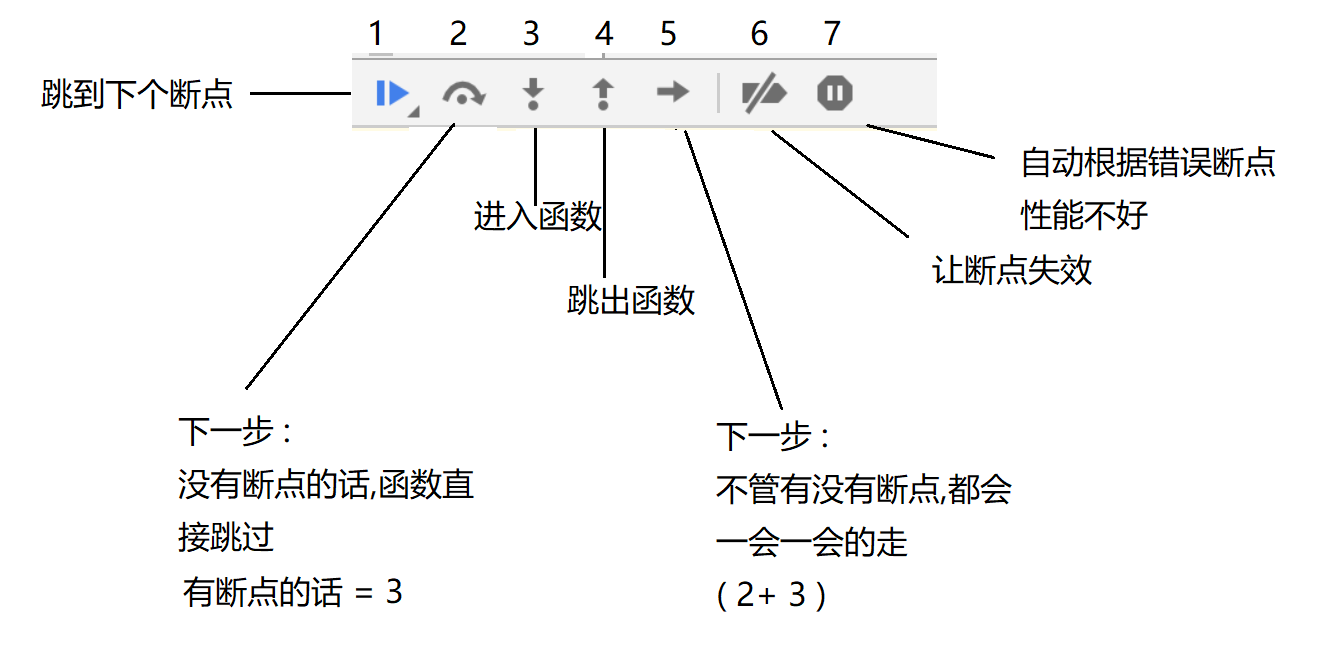 1 2 3 4 5 6 7
跳到下个断点
自动根据错误断点
性能不好
进入函数
让断点失效
跳出函数
下一步：
没有断点的话,函数直
接跳过
有断点的话 = 3
下一步：
不管有没有断点,都会
一会一会的走
（ 2+ 3 ）